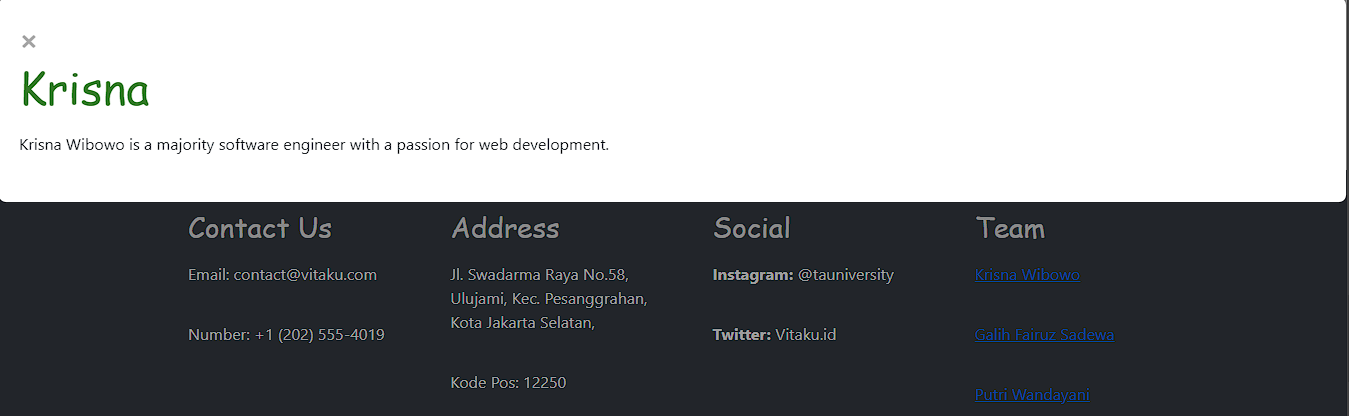 ×
Krisna
Krisna Wibowo is a majority software engineer with a passion for web development.
Contact Us
Email: contact@vitaku.com
Number: +1 (202) 555-4019
Address
Jl. Swadarma Raya No.58,
Ulujami, Kec. Pesanggrahan,
Kota Jakarta Selatan,
Kode Pos: 12250
Social
Instagram: @tauniversity
Twitter: Vitaku.id
Team
Krisna Wibowo
Galih Fairuz Sadewa
Putri Wandayani